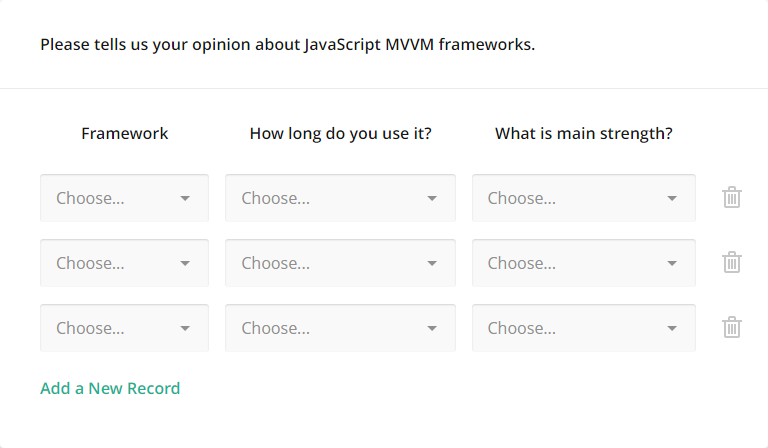 Please tells us your opinion about JavaScript MVVM frameworks.
Framework How long do you use it? What is main strength?
Choose... Choose... Choose...
Choose... Choose... Choose...
Choose... Choose... Choose...
Add a New Record